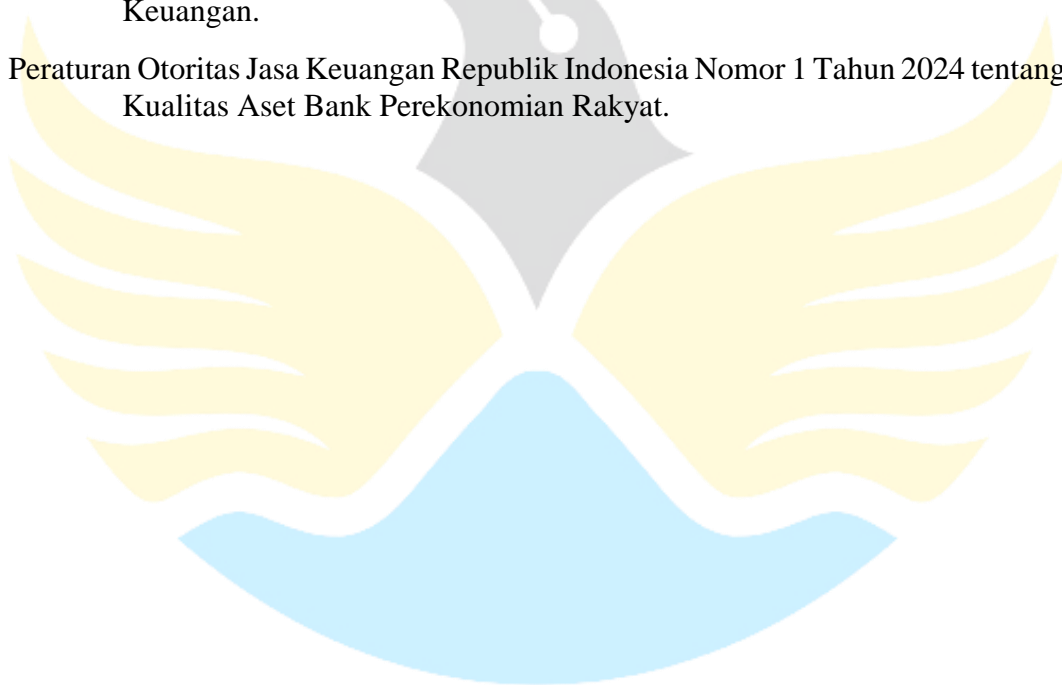 Keuangan.
Peraturan Otoritas Jasa Keuangan Republik Indonesia Nomor 1 Tahun 2024 tentang
Kualitas Aset Bank Perekonomian Rakyat.